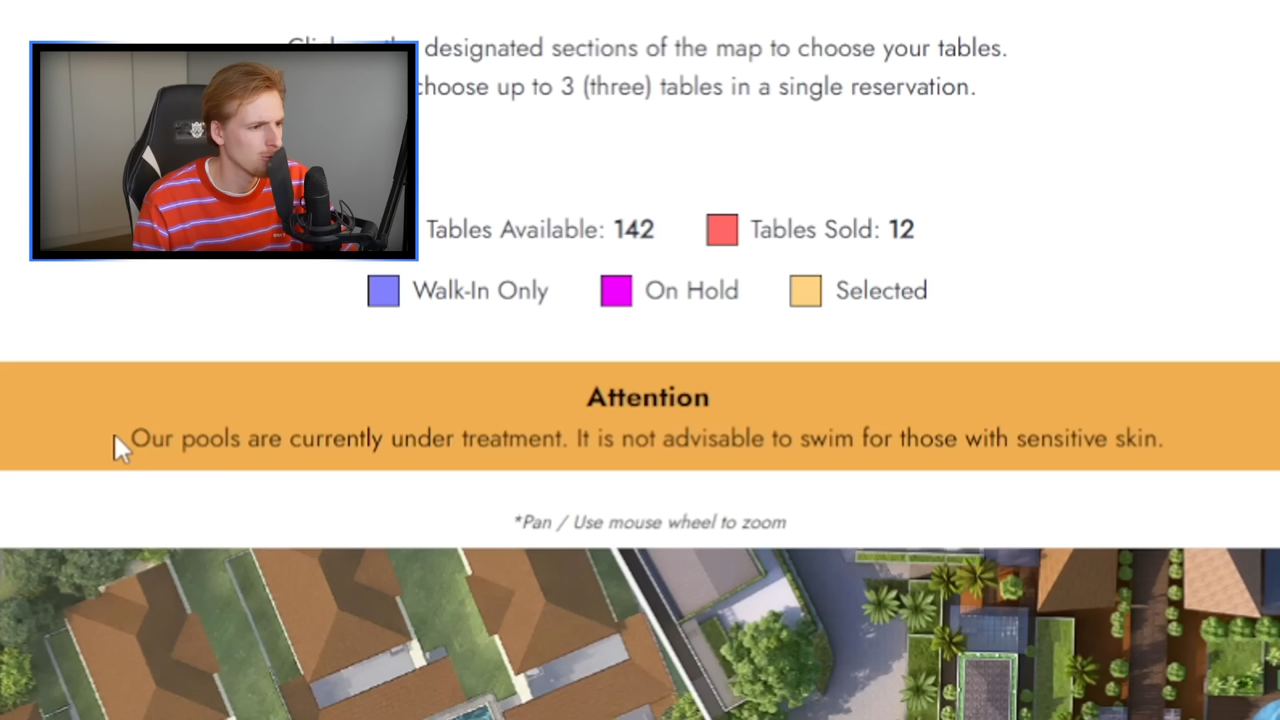 designated sections of the map to choose your tables.
choose up to 3 (three) tables in a single reservation.
Tables Available: 142 Tables Sold: 12
Walk-In Only On Hold Selected
Attention
Our pools are currently under treatment. It is not advisable to swim for those with sensitive skin.
*Pan / Use mouse wheel to zoom